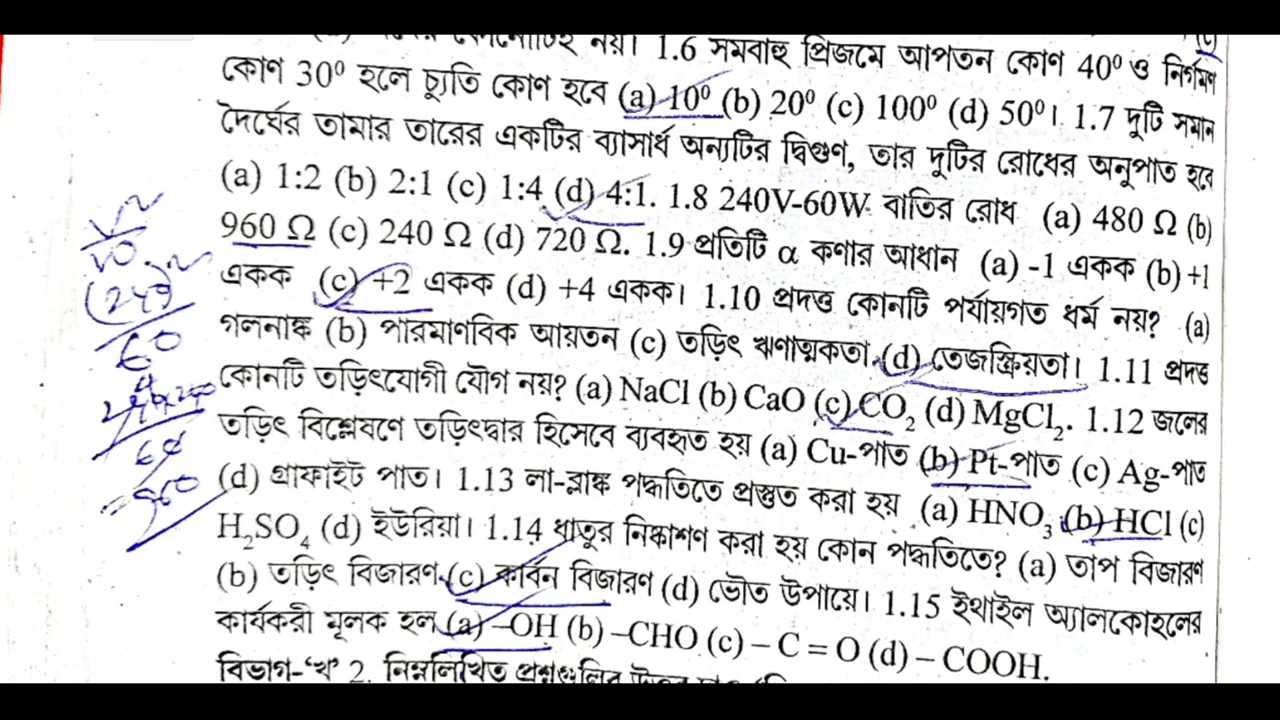 নয়। 1.6 সমবাহু প্রিজমে আপতন কোণ 40⁰ ও নির্গমণ
কোণ 30⁰ হলে চ্যুতি কোণ হবে (a) 10⁰ (b) 20⁰ (c) 100⁰ (d) 50⁰। 1.7 দুটি সমান
দৈর্ঘের তামার তারের একটির ব্যাসার্ধ অন্যটির দ্বিগুণ, তার দুটির রোধের অনুপাত হবে
(a) 1:2 (b) 2:1 (c) 1:4 (d) 4:1. 1.8 240V-60W বাতির রোধ (a) 480 Ω (b)
960 Ω (c) 240 Ω (d) 720 Ω. 1.9 প্রতিটি α কণার আধান (a) -1 একক (b) +1
একক (c) +2 একক (d) +4 একক। 1.10 প্রদত্ত কোনটি পর্যায়গত ধর্ম নয়? (a)
গলনাঙ্ক (b) পারমাণবিক আয়তন (c) তড়িৎ ঋণাত্মকতা (d) তেজস্ক্রিয়তা। 1.11 প্রদত্ত
কোনটি তড়িৎযোগী যৌগ নয়? (a) NaCl (b) CaO (c) CO₂ (d) MgCl₂. 1.12 জলের
তড়িৎ বিশ্লেষণে তড়িৎদ্বার হিসেবে ব্যবহৃত হয় (a) Cu-পাত (b) Pt-পাত (c) Ag-পাত
(d) গ্রাফাইট পাত। 1.13 লা-ব্লাঙ্ক পদ্ধতিতে প্রস্তুত করা হয় (a) HNO₃ (b) HCl (c)
H₂SO₄ (d) ইউরিয়া। 1.14 ধাতুর নিষ্কাশণ করা হয় কোন পদ্ধতিতে? (a) তাপ বিজারণ
(b) তড়িৎ বিজারণ (c) কার্বন বিজারণ (d) ভৌত উপায়ে। 1.15 ইথাইল অ্যালকোহলের
কার্যকরী মূলক হল (a) –OH (b) –CHO (c) – C = O (d) – COOH.
বিভাগ-‘খ’ 2. নিম্নলিখিত প্রশ্নগুলির
(240)²
60
960